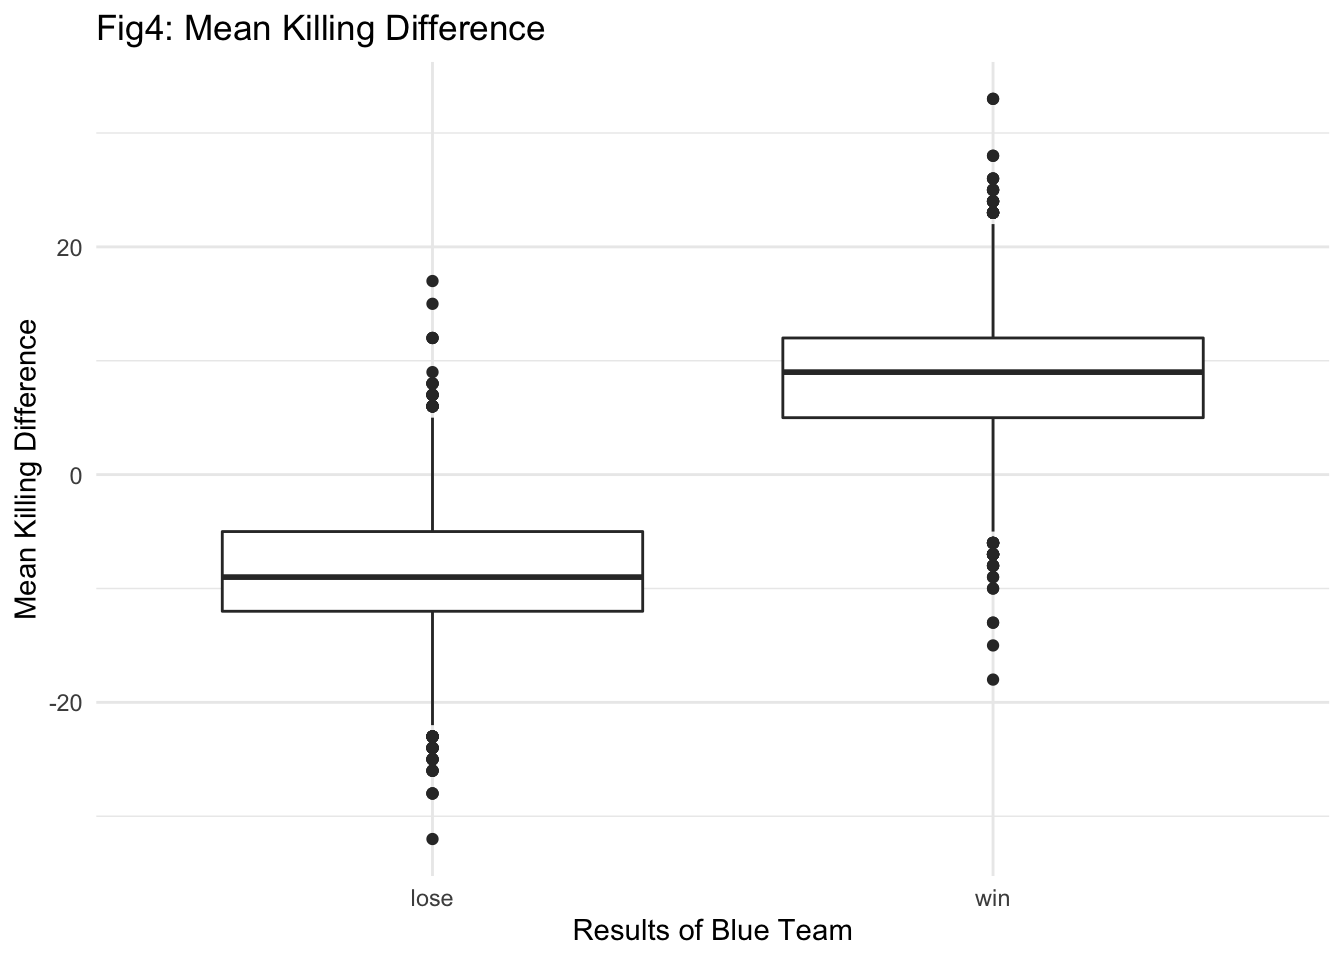 Fig4: Mean Killing Difference
Mean Killing Difference
20
0
-20
lose
win
Results of Blue Team